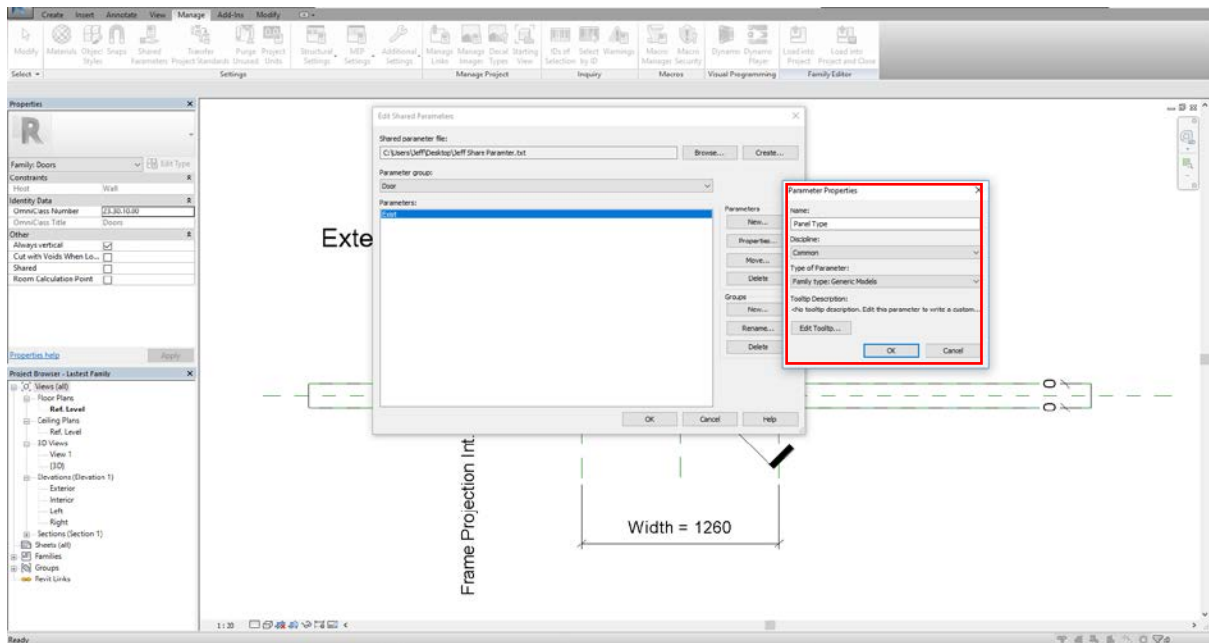 Create Insert Annotate View Manage Add-Ins Modify
Modify Materials Object Styles Snaps Shared Parameters Transfer Project Standards Purge Unused Project Units Structural Settings MEP Settings Additional Settings Manage Links Manage Images Decal Types Starting View IDs of Selection Select by ID Warnings Macro Manager Macro Security Dynamo Dynamo Player Load into Project Load into Project and Close
Select Settings Manage Project Inquiry Macros Visual Programming Family Editor
Properties
R
Family: Doors
Edit Type
Constraints
Host Wall
Identity Data
OmniClass Number 23.30.10.00
OmniClass Title Doors
Other
Always vertical
Cut with Voids When Lo...
Shared
Room Calculation Point
Properties help Apply
Project Browser - Lastest Family
Views (all)
Floor Plans
Ref. Level
Ceiling Plans
Ref. Level
3D Views
View 1
{3D}
Elevations (Elevation 1)
Exterior
Interior
Left
Right
Sections (Section 1)
Sheets (all)
Families
Groups
Revit Links
Edit Shared Parameters
Shared parameter file:
C:\Users\Jeff\Desktop\Jeff Share Paramter.txt
Browse... Create...
Parameter group:
Door
Parameters:
Parameters
New...
Properties...
Move...
Delete
Groups
New...
Rename...
Delete
OK Cancel Help
Parameter Properties
Name:
Panel Type
Discipline:
Common
Type of Parameter:
Family type: Generic Models
Tooltip Description:
<No tooltip description. Edit this parameter to write a custom...
Edit Tooltip...
OK Cancel
Exte
0
0
Frame Projection Int.
Width = 1260
1 : 20
Ready